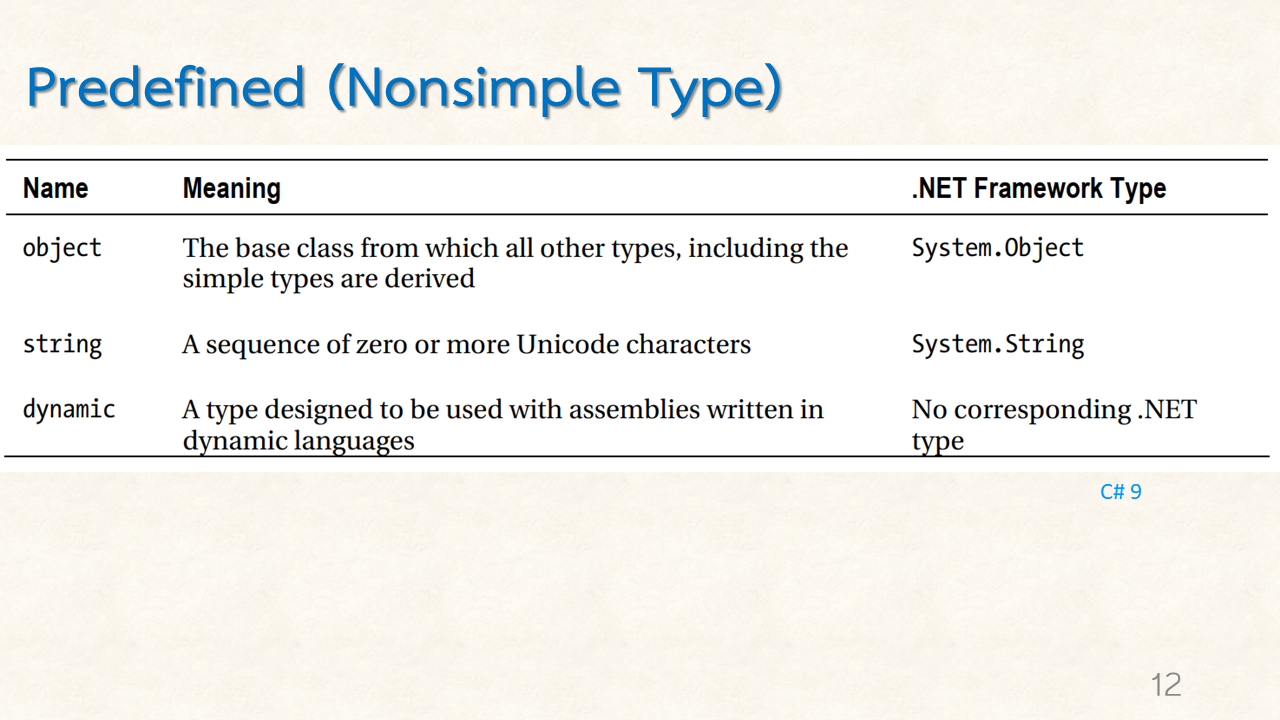 Predefined (Nonsimple Type)
Name Meaning .NET Framework Type
object The base class from which all other types, including the System.Object
simple types are derived
string A sequence of zero or more Unicode characters System.String
dynamic A type designed to be used with assemblies written in No corresponding .NET
dynamic languages type
C# 9
12